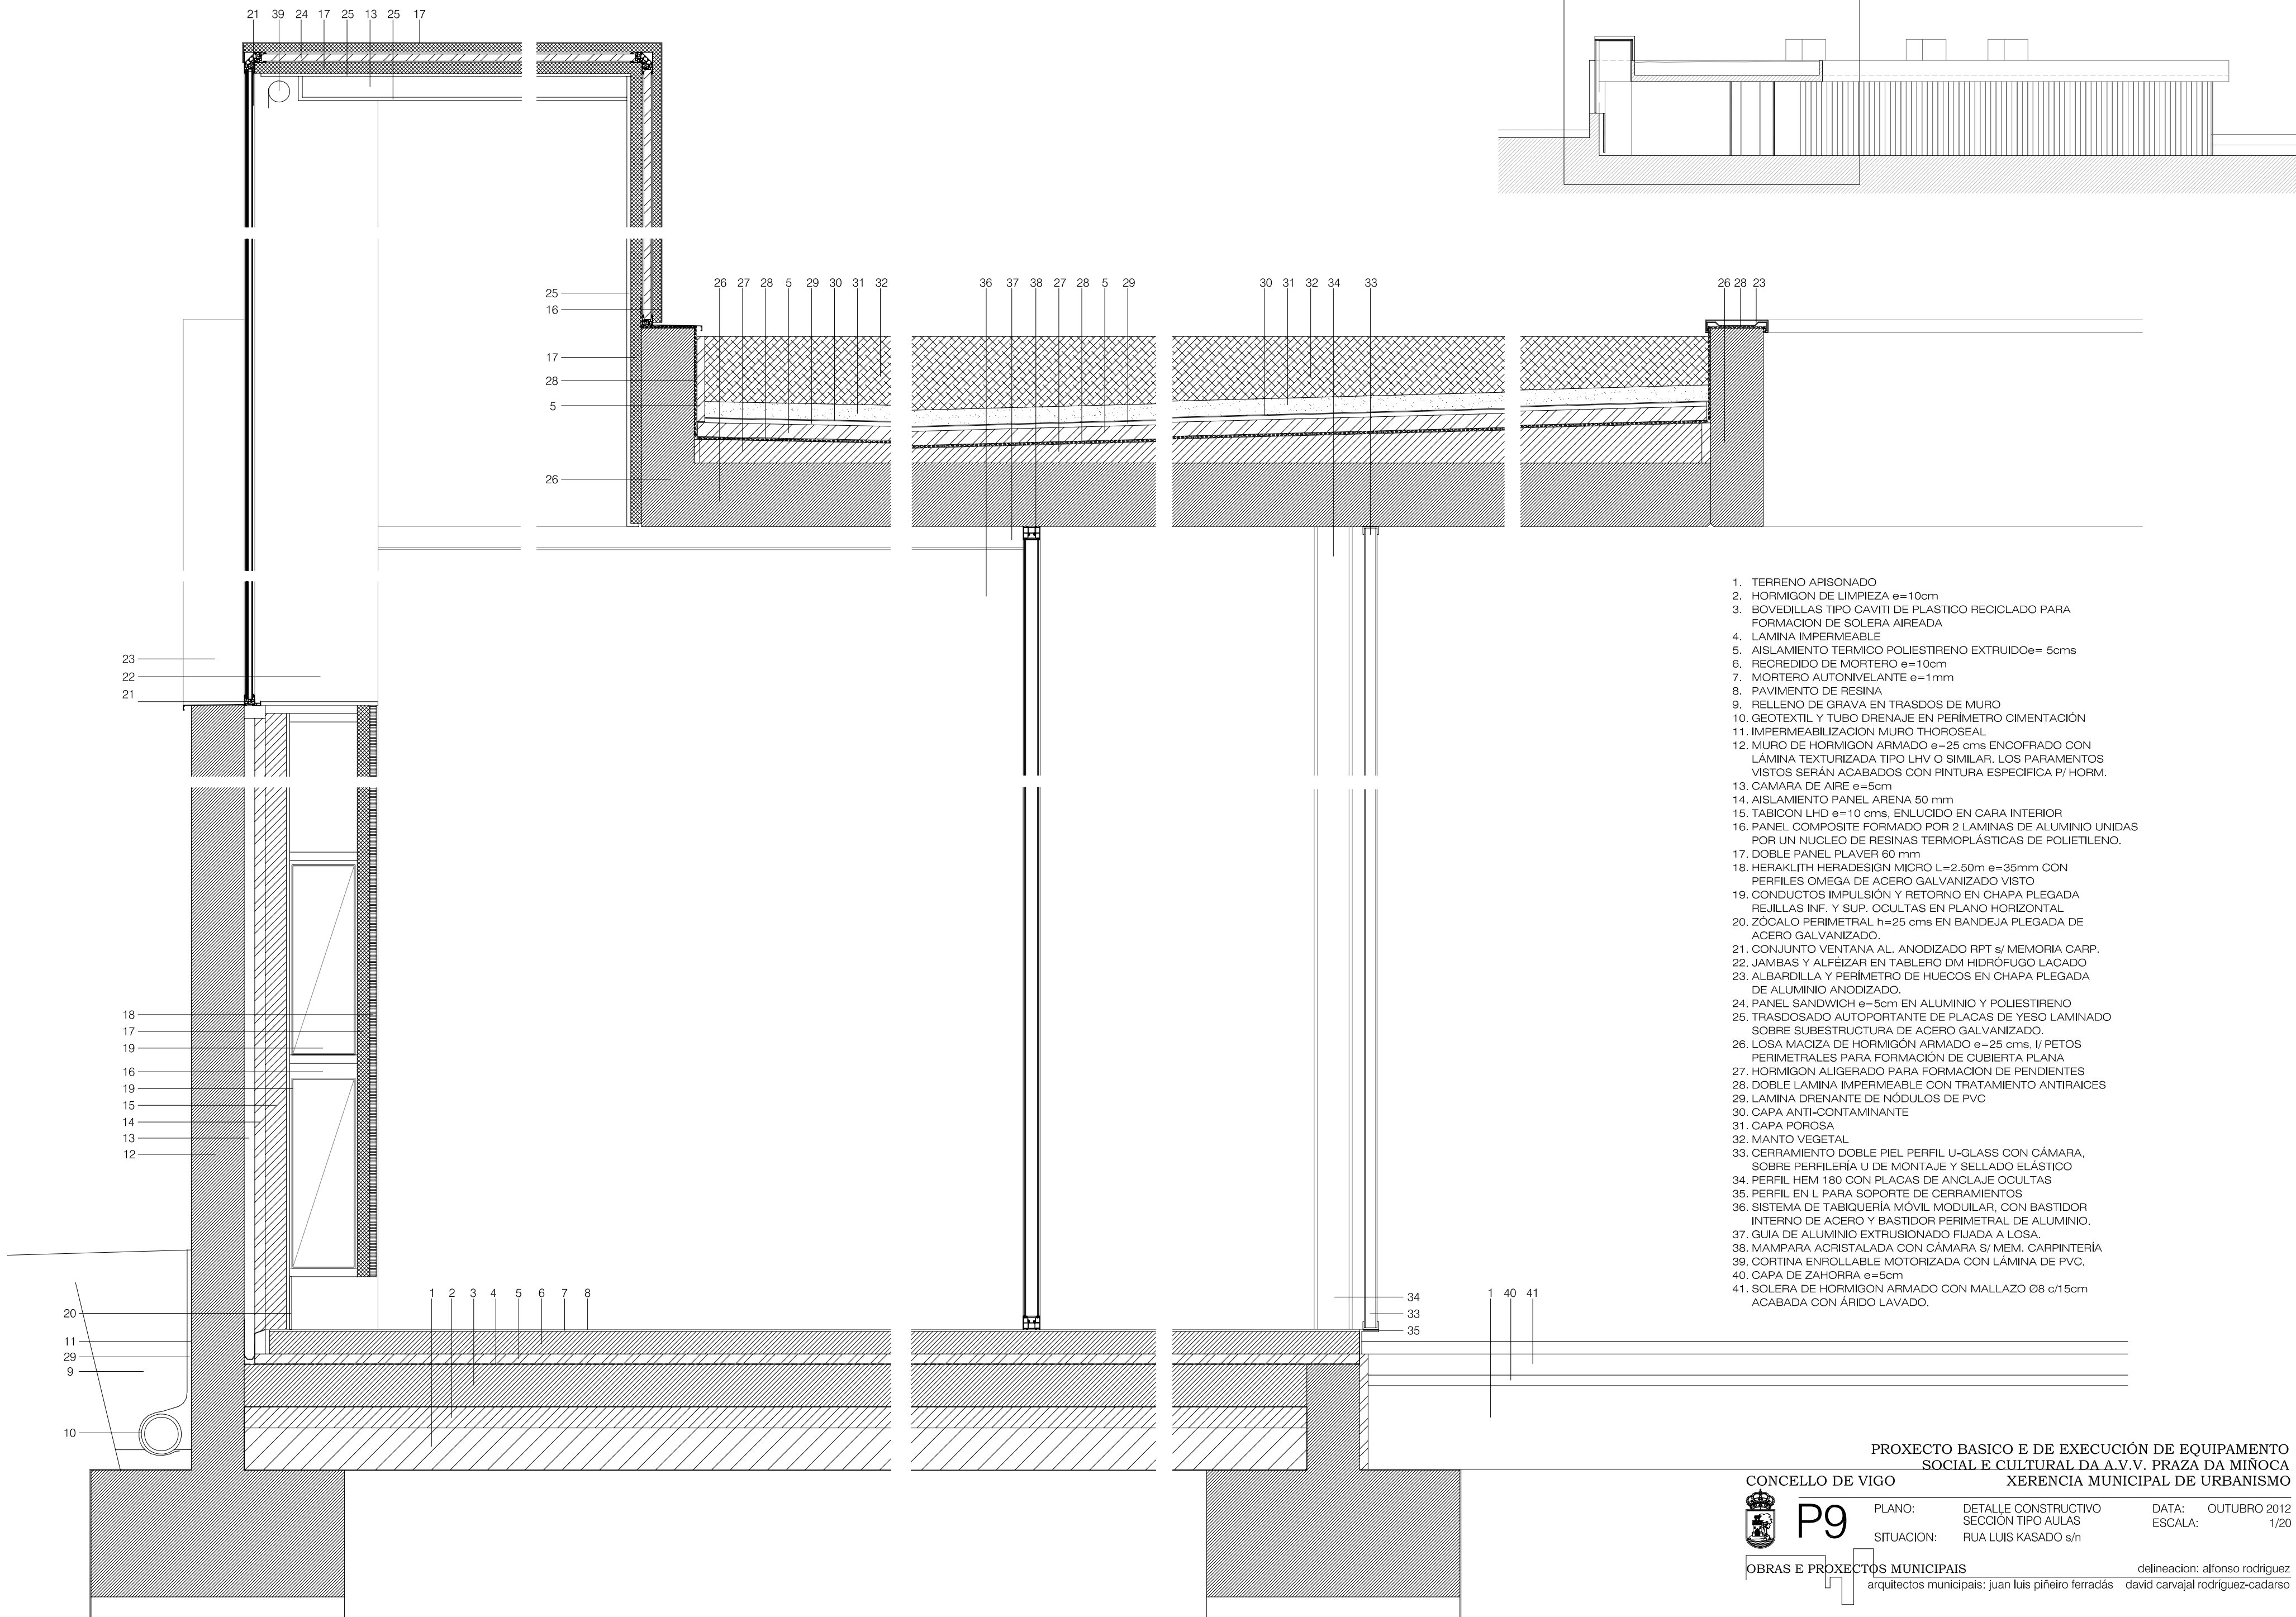 21 39 24 17 25 13 25 17
25
16
17
28
5
26
26 27 28 5 29 30 31 32
36 37 38 27 28 5 29
30 31 32 34 33
26 28 23
23
22
21
18
17
19
16
19
15
14
13
12
20
11
29
9
10
1 2 3 4 5 6 7 8
34
33
35
1 40 41
1. TERRENO APISONADO
2. HORMIGON DE LIMPIEZA e=10cm
3. BOVEDILLAS TIPO CAVITI DE PLASTICO RECICLADO PARA
FORMACION DE SOLERA AIREADA
4. LAMINA IMPERMEABLE
5. AISLAMIENTO TERMICO POLIESTIRENO EXTRUIDOe= 5cms
6. RECREDIDO DE MORTERO e=10cm
7. MORTERO AUTONIVELANTE e=1mm
8. PAVIMENTO DE RESINA
9. RELLENO DE GRAVA EN TRASDOS DE MURO
10. GEOTEXTIL Y TUBO DRENAJE EN PERÍMETRO CIMENTACIÓN
11. IMPERMEABILIZACION MURO THOROSEAL
12. MURO DE HORMIGON ARMADO e=25 cms ENCOFRADO CON
LÁMINA TEXTURIZADA TIPO LHV O SIMILAR. LOS PARAMENTOS
VISTOS SERÁN ACABADOS CON PINTURA ESPECIFICA P/ HORM.
13. CAMARA DE AIRE e=5cm
14. AISLAMIENTO PANEL ARENA 50 mm
15. TABICON LHD e=10 cms, ENLUCIDO EN CARA INTERIOR
16. PANEL COMPOSITE FORMADO POR 2 LAMINAS DE ALUMINIO UNIDAS
POR UN NUCLEO DE RESINAS TERMOPLÁSTICAS DE POLIETILENO.
17. DOBLE PANEL PLAVER 60 mm
18. HERAKLITH HERADESIGN MICRO L=2.50m e=35mm CON
PERFILES OMEGA DE ACERO GALVANIZADO VISTO
19. CONDUCTOS IMPULSIÓN Y RETORNO EN CHAPA PLEGADA
REJILLAS INF. Y SUP. OCULTAS EN PLANO HORIZONTAL
20. ZÓCALO PERIMETRAL h=25 cms EN BANDEJA PLEGADA DE
ACERO GALVANIZADO.
21. CONJUNTO VENTANA AL. ANODIZADO RPT s/ MEMORIA CARP.
22. JAMBAS Y ALFÉIZAR EN TABLERO DM HIDRÓFUGO LACADO
23. ALBARDILLA Y PERÍMETRO DE HUECOS EN CHAPA PLEGADA
DE ALUMINIO ANODIZADO.
24. PANEL SANDWICH e=5cm EN ALUMINIO Y POLIESTIRENO
25. TRASDOSADO AUTOPORTANTE DE PLACAS DE YESO LAMINADO
SOBRE SUBESTRUCTURA DE ACERO GALVANIZADO.
26. LOSA MACIZA DE HORMIGÓN ARMADO e=25 cms, I/ PETOS
PERIMETRALES PARA FORMACIÓN DE CUBIERTA PLANA
27. HORMIGON ALIGERADO PARA FORMACION DE PENDIENTES
28. DOBLE LAMINA IMPERMEABLE CON TRATAMIENTO ANTIRAICES
29. LAMINA DRENANTE DE NÓDULOS DE PVC
30. CAPA ANTI-CONTAMINANTE
31. CAPA POROSA
32. MANTO VEGETAL
33. CERRAMIENTO DOBLE PIEL PERFIL U-GLASS CON CÁMARA,
SOBRE PERFILERÍA U DE MONTAJE Y SELLADO ELÁSTICO
34. PERFIL HEM 180 CON PLACAS DE ANCLAJE OCULTAS
35. PERFIL EN L PARA SOPORTE DE CERRAMIENTOS
36. SISTEMA DE TABIQUERÍA MÓVIL MODUILAR, CON BASTIDOR
INTERNO DE ACERO Y BASTIDOR PERIMETRAL DE ALUMINIO.
37. GUIA DE ALUMINIO EXTRUSIONADO FIJADA A LOSA.
38. MAMPARA ACRISTALADA CON CÁMARA S/ MEM. CARPINTERÍA
39. CORTINA ENROLLABLE MOTORIZADA CON LÁMINA DE PVC.
40. CAPA DE ZAHORRA e=5cm
41. SOLERA DE HORMIGON ARMADO CON MALLAZO Ø8 c/15cm
ACABADA CON ÁRIDO LAVADO.
PROXECTO BASICO E DE EXECUCIÓN DE EQUIPAMENTO
SOCIAL E CULTURAL DA A.V.V. PRAZA DA MIÑOCA
CONCELLO DE VIGO XERENCIA MUNICIPAL DE URBANISMO
P9
PLANO: DETALLE CONSTRUCTIVO DATA: OUTUBRO 2012
SECCIÓN TIPO AULAS ESCALA: 1/20
SITUACION: RUA LUIS KASADO s/n
OBRAS E PROXECTOS MUNICIPAIS delineacion: alfonso rodriguez
arquitectos municipais: juan luis piñeiro ferradás david carvajal rodríguez-cadarso